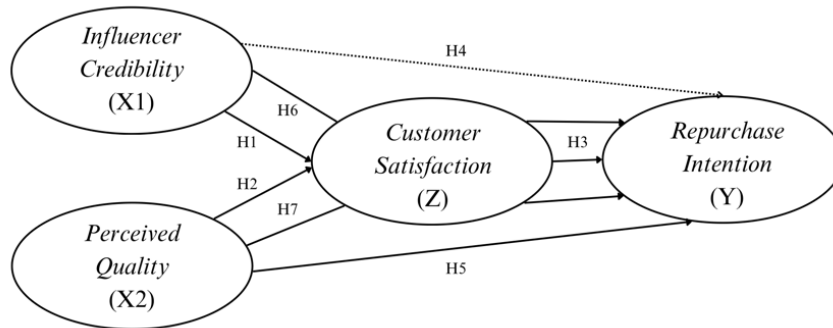 Influencer
Credibility
(X1)
H4
H6
H1
Customer
Satisfaction
(Z)
H3
Repurchase
Intention
(Y)
H2
H7
Perceived
Quality
(X2)
H5